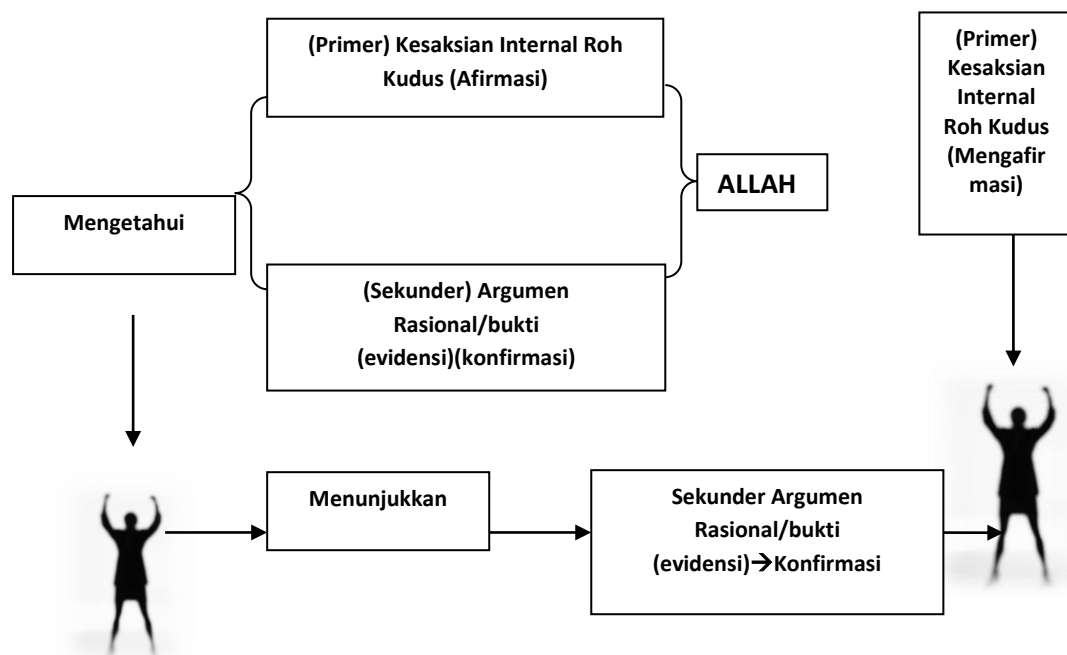 (Primer) Kesaksian Internal Roh
Kudus (Afirmasi)
(Primer)
Kesaksian
Internal
Roh Kudus
(Mengafir
masi)
ALLAH
Mengetahui
(Sekunder) Argumen
Rasional/bukti
(evidensi)(konfirmasi)
Menunjukkan
Sekunder Argumen
Rasional/bukti
(evidensi)→Konfirmasi